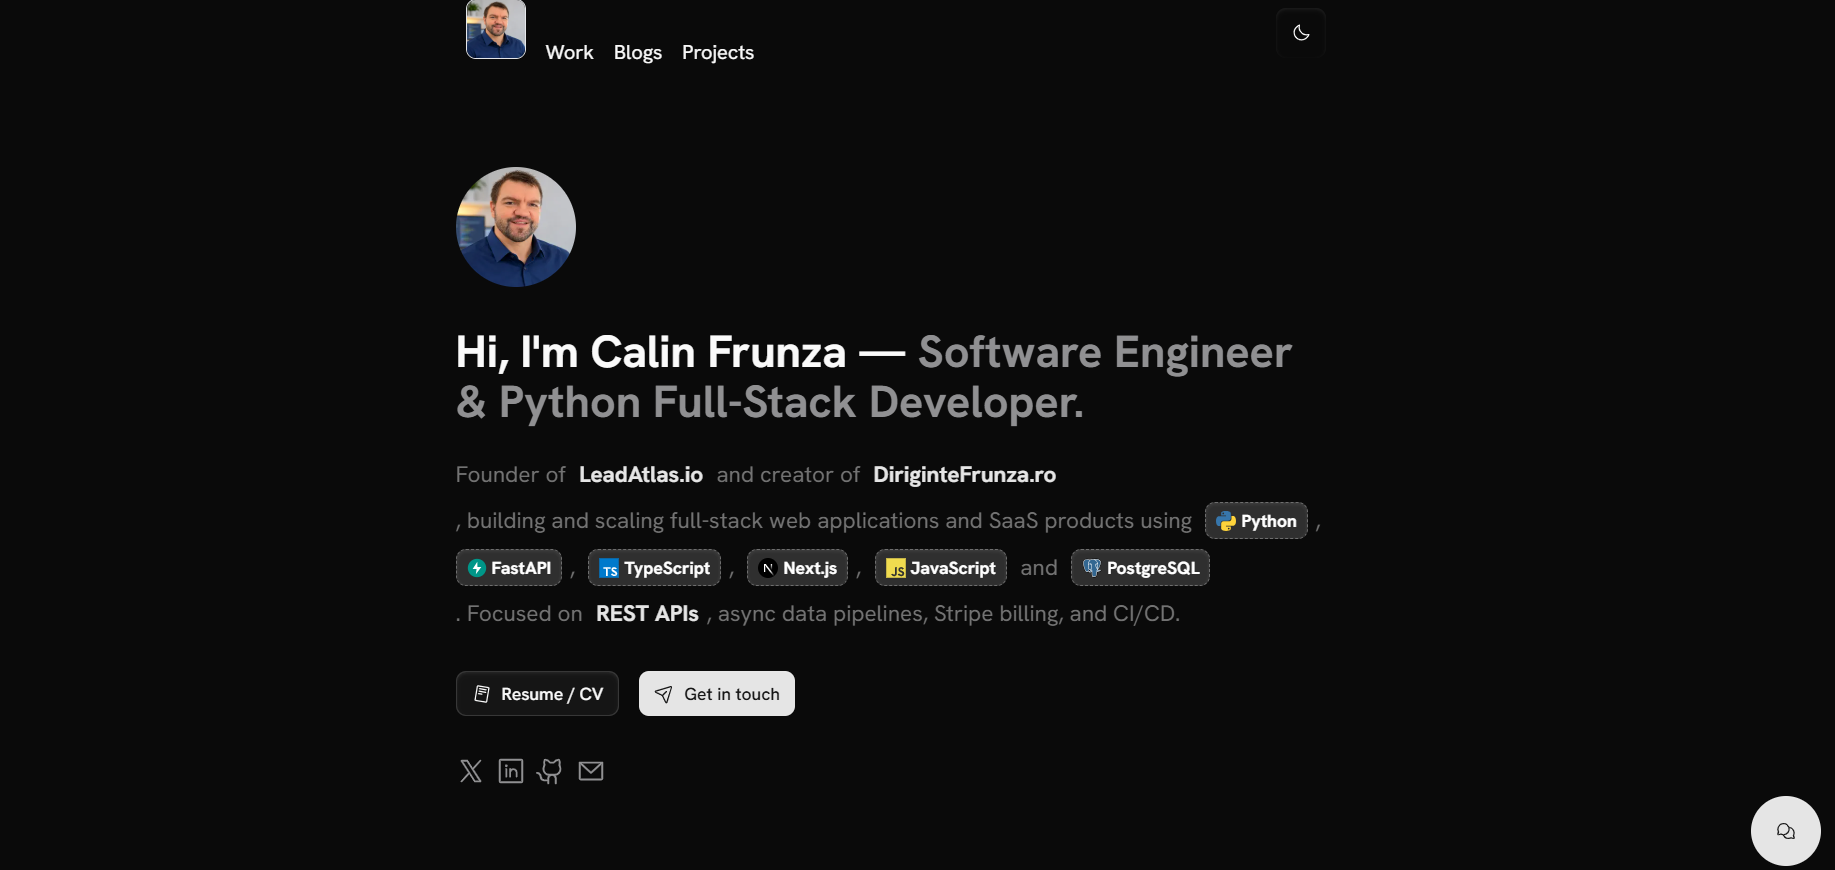 Work Blogs Projects
Hi, I'm Calin Frunza — Software Engineer
& Python Full-Stack Developer.
Founder of LeadAtlas.io and creator of DiriginteFrunza.ro
, building and scaling full-stack web applications and SaaS products using Python ,
FastAPI , TS TypeScript , N Next.js , JS JavaScript and PostgreSQL
. Focused on REST APIs , async data pipelines, Stripe billing, and CI/CD.
Resume / CV Get in touch
X in